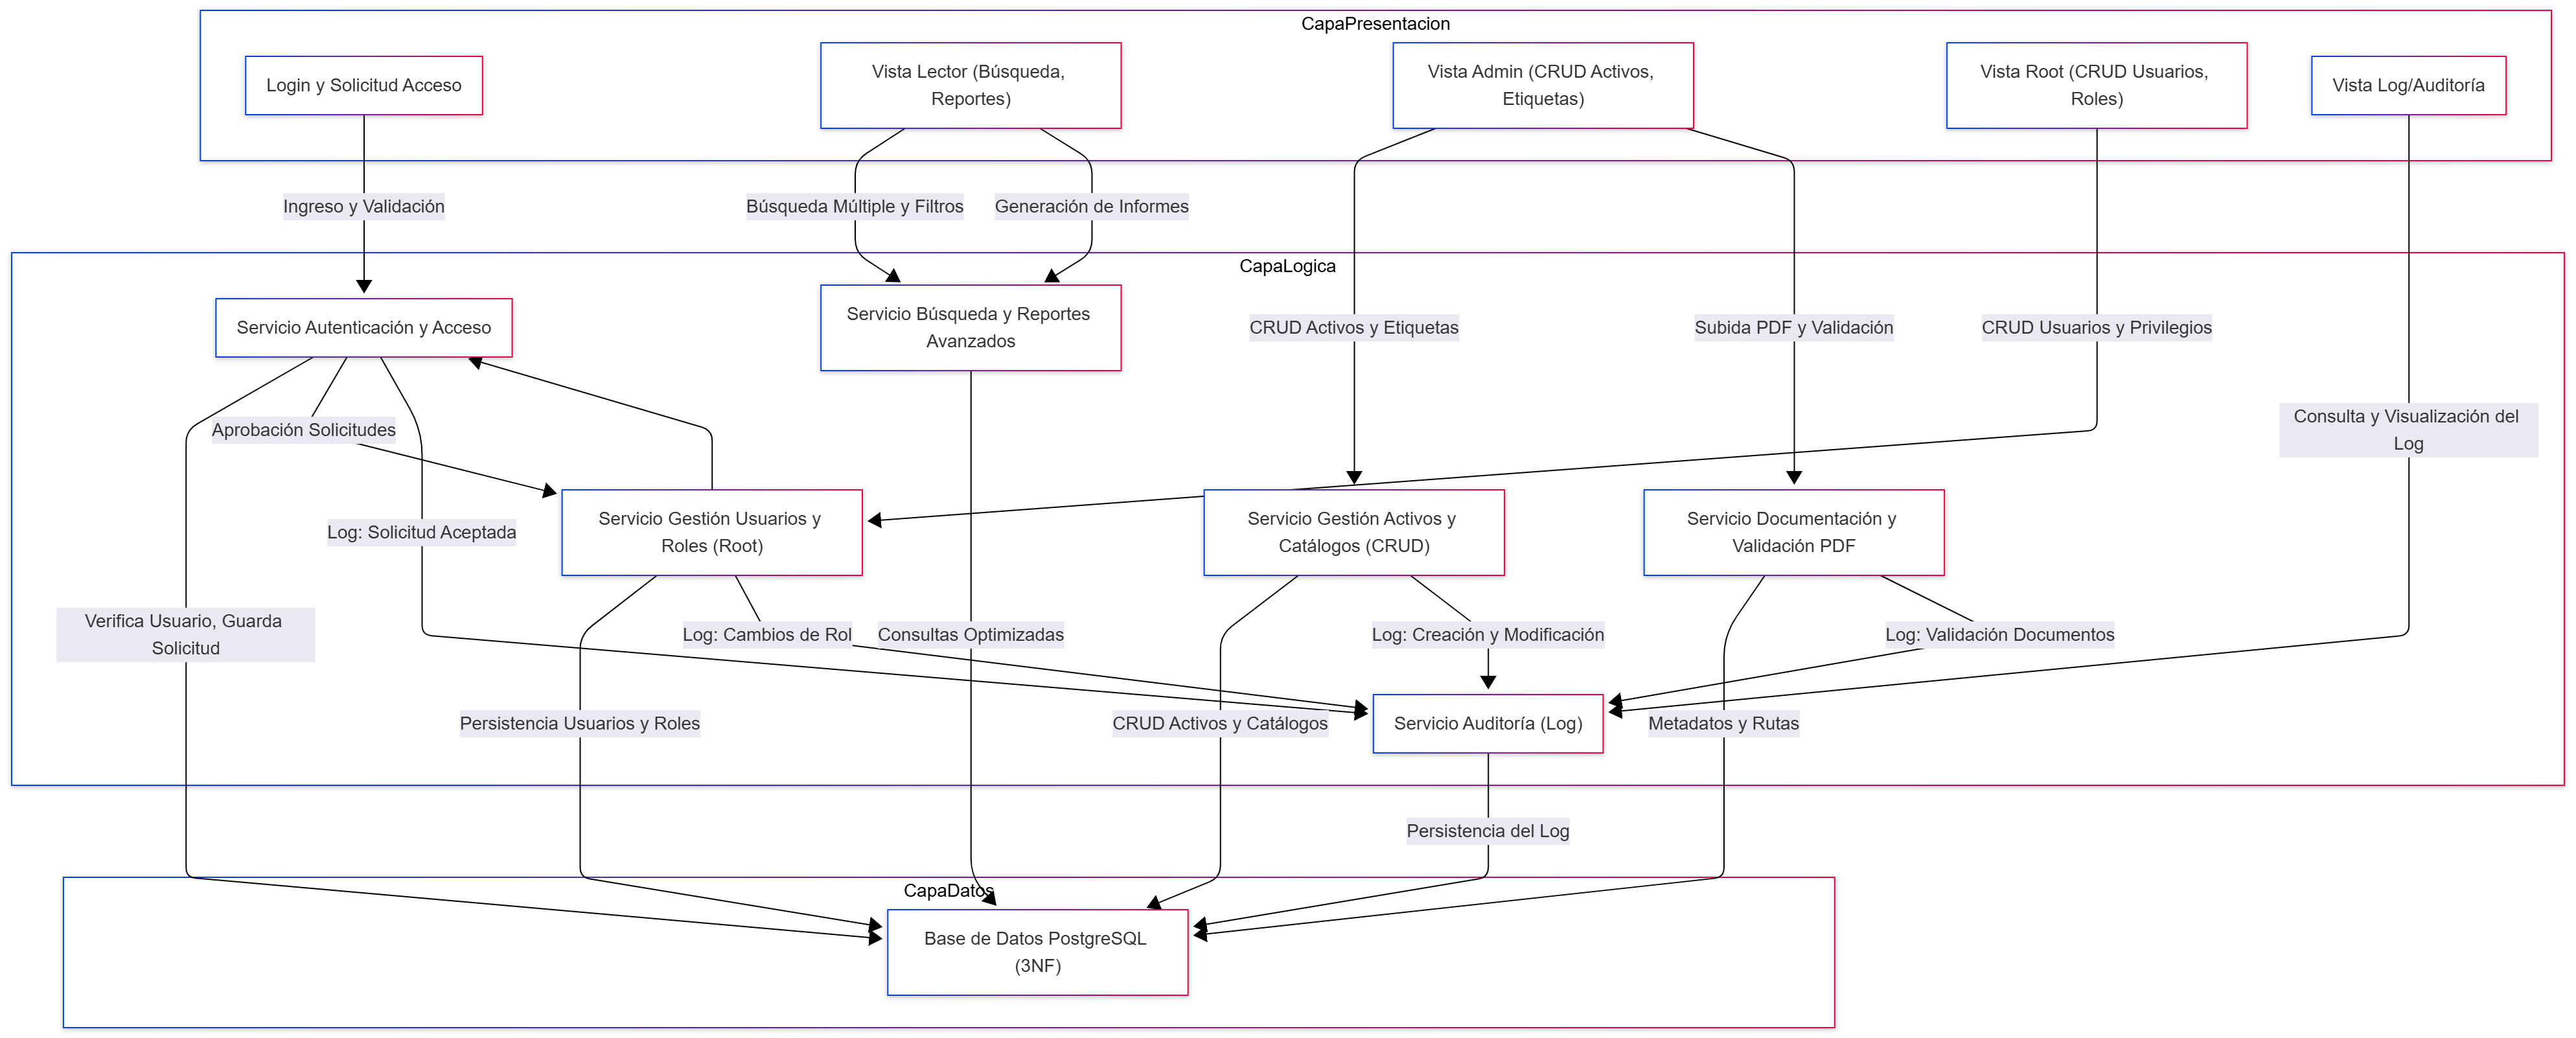 CapaPresentacion
Login y Solicitud Acceso
Vista Lector (Búsqueda,
Reportes)
Vista Admin (CRUD Activos,
Etiquetas)
Vista Root (CRUD Usuarios,
Roles)
Vista Log/Auditoría
Ingreso y Validación
Búsqueda Múltiple y Filtros
Generación de Informes
CapaLogica
Servicio Autenticación y Acceso
Servicio Búsqueda y Reportes
Avanzados
CRUD Activos y Etiquetas
Subida PDF y Validación
CRUD Usuarios y Privilegios
Aprobación Solicitudes
Consulta y Visualización del
Log
Log: Solicitud Aceptada
Servicio Gestión Usuarios y
Roles (Root)
Servicio Gestión Activos y
Catálogos (CRUD)
Servicio Documentación y
Validación PDF
Verifica Usuario, Guarda
Solicitud
Log: Cambios de Rol
Consultas Optimizadas
Log: Creación y Modificación
Log: Validación Documentos
Persistencia Usuarios y Roles
CRUD Activos y Catálogos
Servicio Auditoría (Log)
Metadatos y Rutas
Persistencia del Log
CapaDatos
Base de Datos PostgreSQL
(3NF)